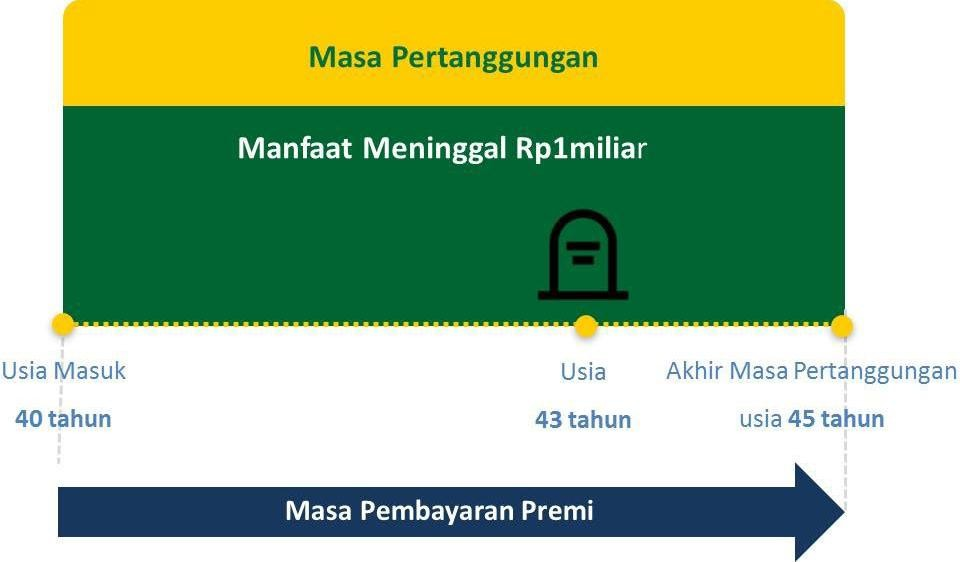 Masa Pertanggungan
Manfaat Meninggal Rp1miliar
Usia Masuk
40 tahun
Usia
43 tahun
Akhir Masa Pertanggungan
usia 45 tahun
Masa Pembayaran Premi